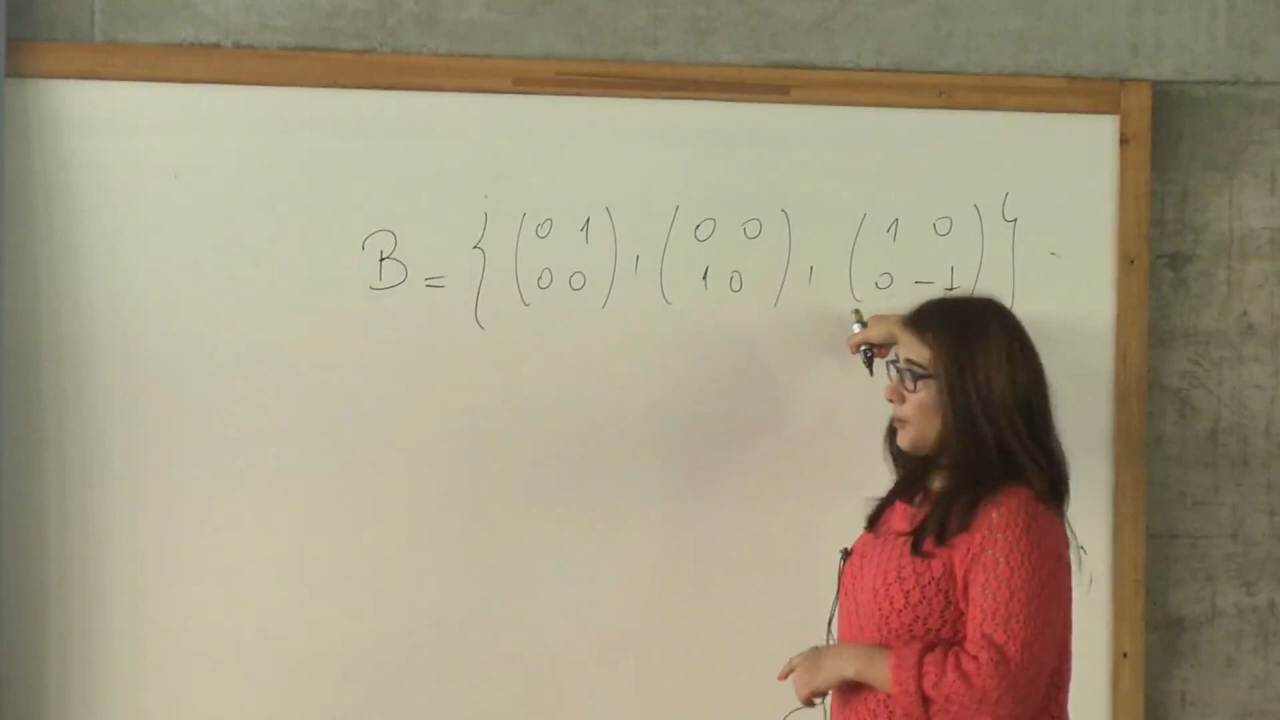 B = { ( 0 1 ) , ( 0 0 ) , ( 1 0 ) }
( 0 0 ) ( 1 0 ) ( 0 -1 )